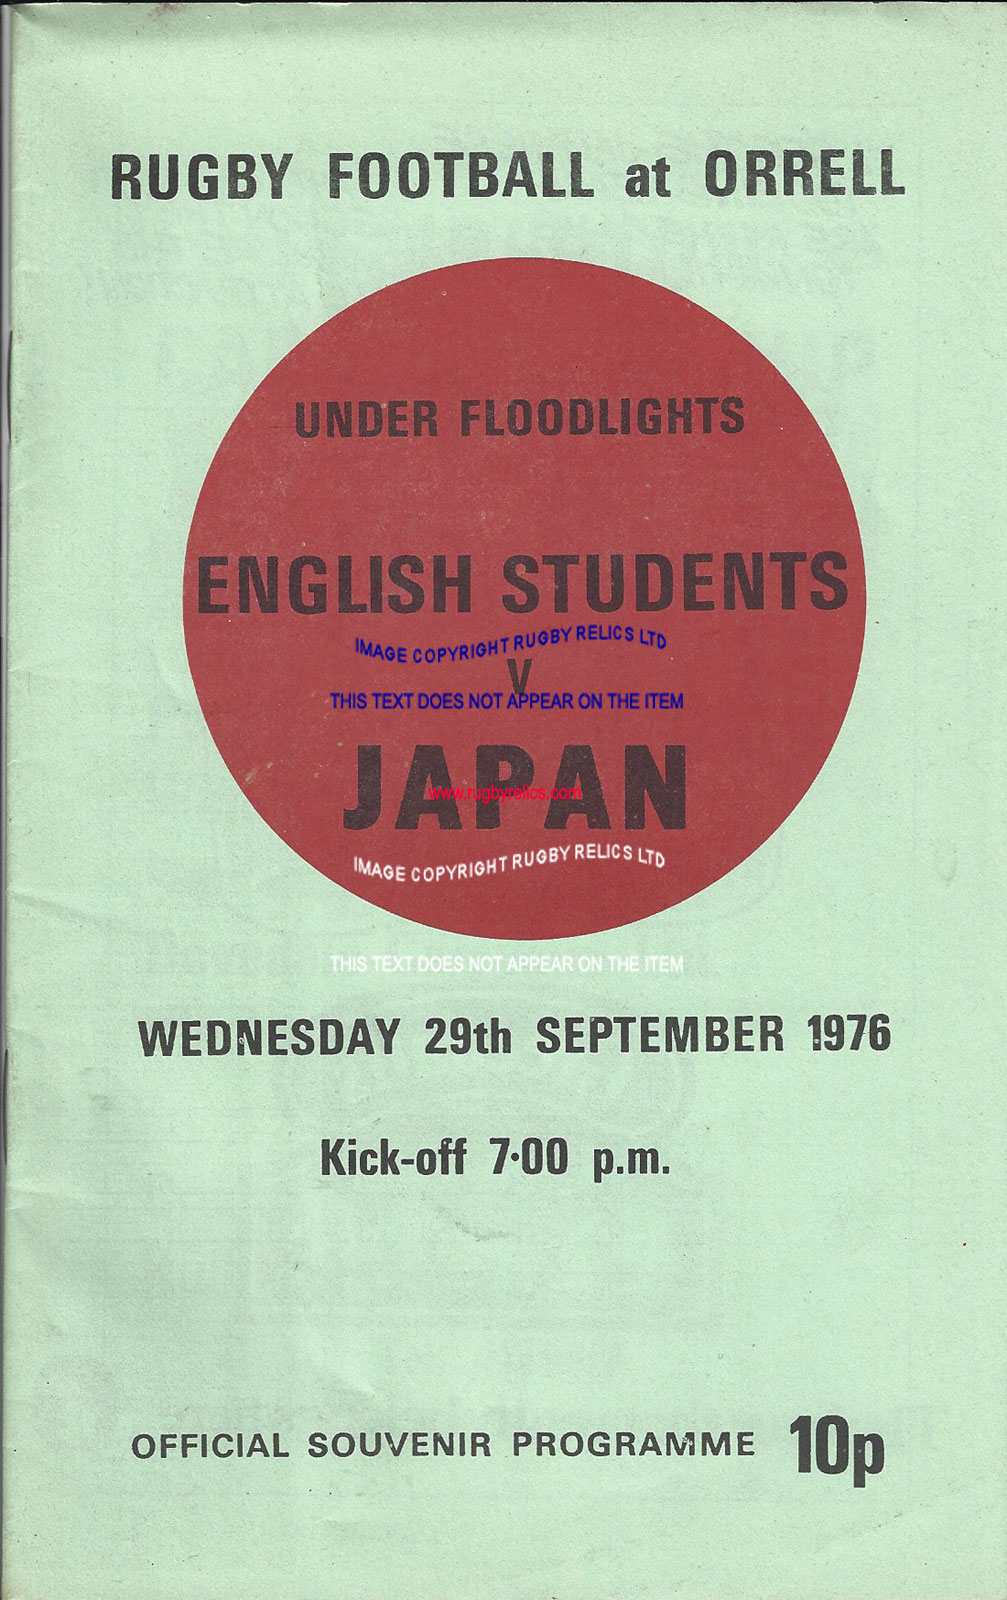 RUGBY FOOTBALL at ORRELL
UNDER FLOODLIGHTS
ENGLISH STUDENTS
IMAGE COPYRIGHT RUGBY RELICS LTD
V
THIS TEXT DOES NOT APPEAR ON THE ITEM
JAPAN
www.rugbyrelics.com
IMAGE COPYRIGHT RUGBY RELICS LTD
THIS TEXT DOES NOT APPEAR ON THE ITEM
WEDNESDAY 29th SEPTEMBER 1976
Kick-off 7·00 p.m.
OFFICIAL SOUVENIR PROGRAMME 10p